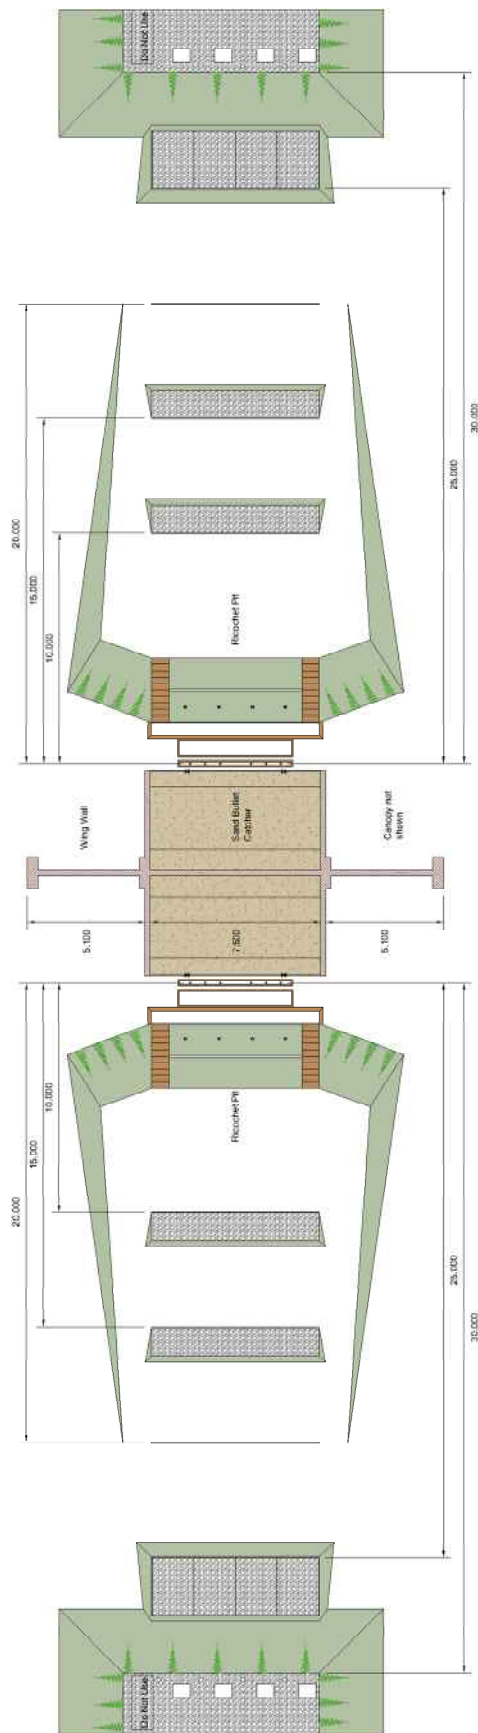 Do Not Use
30.000
25.000
20.000
15.000
10.000
Ricochet Pit
Wing Wall
Sand Bullet
Catcher
Canopy not
shown
5.100
7.500
5.100
10.000
15.000
20.000
Ricochet Pit
25.000
30.000
Do Not Use